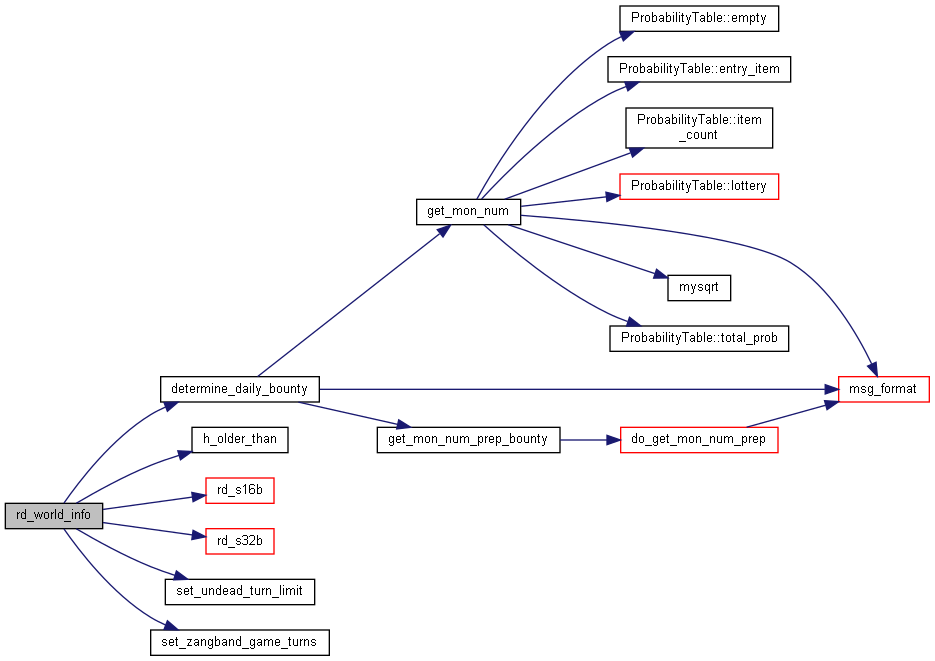 ProbabilityTable::empty
ProbabilityTable::entry_item
ProbabilityTable::item
_count
ProbabilityTable::lottery
get_mon_num
mysqrt
ProbabilityTable::total_prob
determine_daily_bounty
msg_format
h_older_than
get_mon_num_prep_bounty
do_get_mon_num_prep
rd_s16b
rd_world_info
rd_s32b
set_undead_turn_limit
set_zangband_game_turns